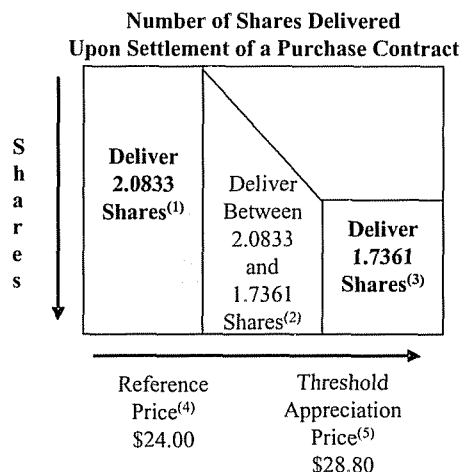 Number of Shares Delivered
Upon Settlement of a Purchase Contract
Shares
Deliver
2.0833
Shares(1)
Deliver
Between
2.0833
and
1.7361
Shares(2)
Deliver
1.7361
Shares(3)
Reference
Price(4)
$24.00
Threshold
Appreciation
Price(5)
$28.80